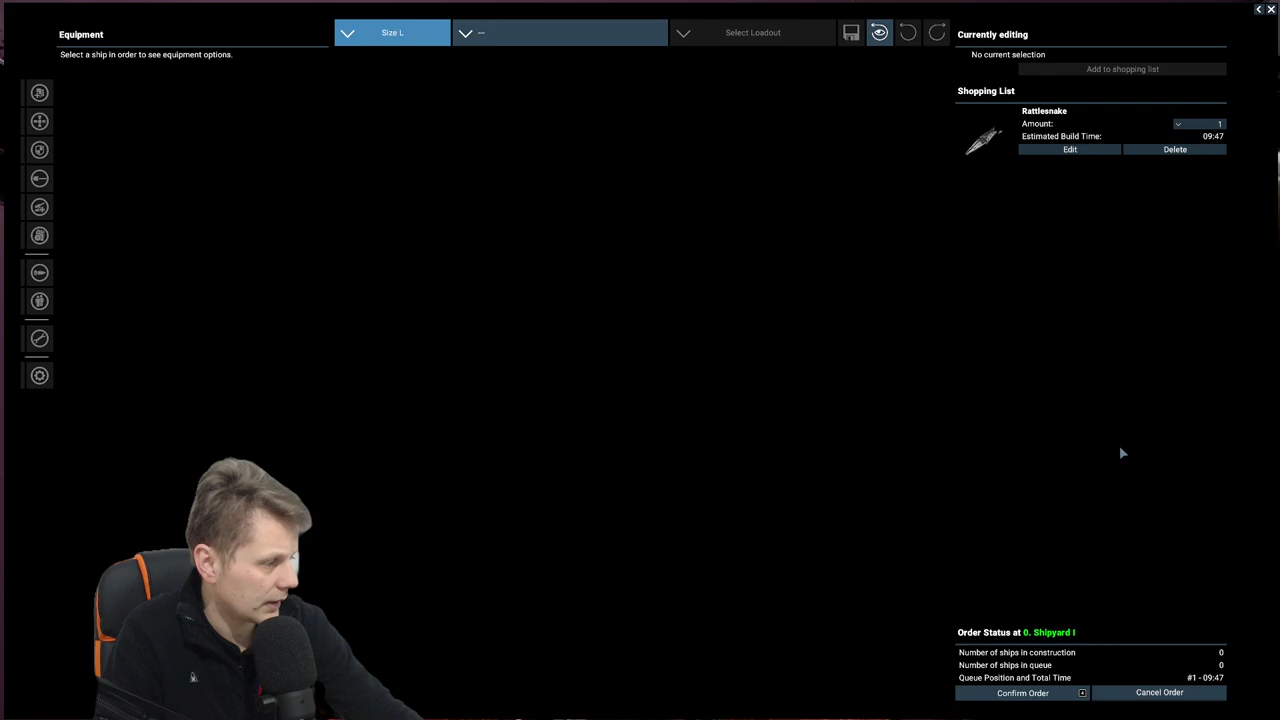 Equipment
Select a ship in order to see equipment options.
Size L
---
Select Loadout
Currently editing
No current selection
Add to shopping list
Shopping List
Rattlesnake
Amount: 1
Estimated Build Time: 09:47
Edit Delete
Order Status at 0. Shipyard I
Number of ships in construction 0
Number of ships in queue 0
Queue Position and Total Time #1 - 09:47
Confirm Order Cancel Order